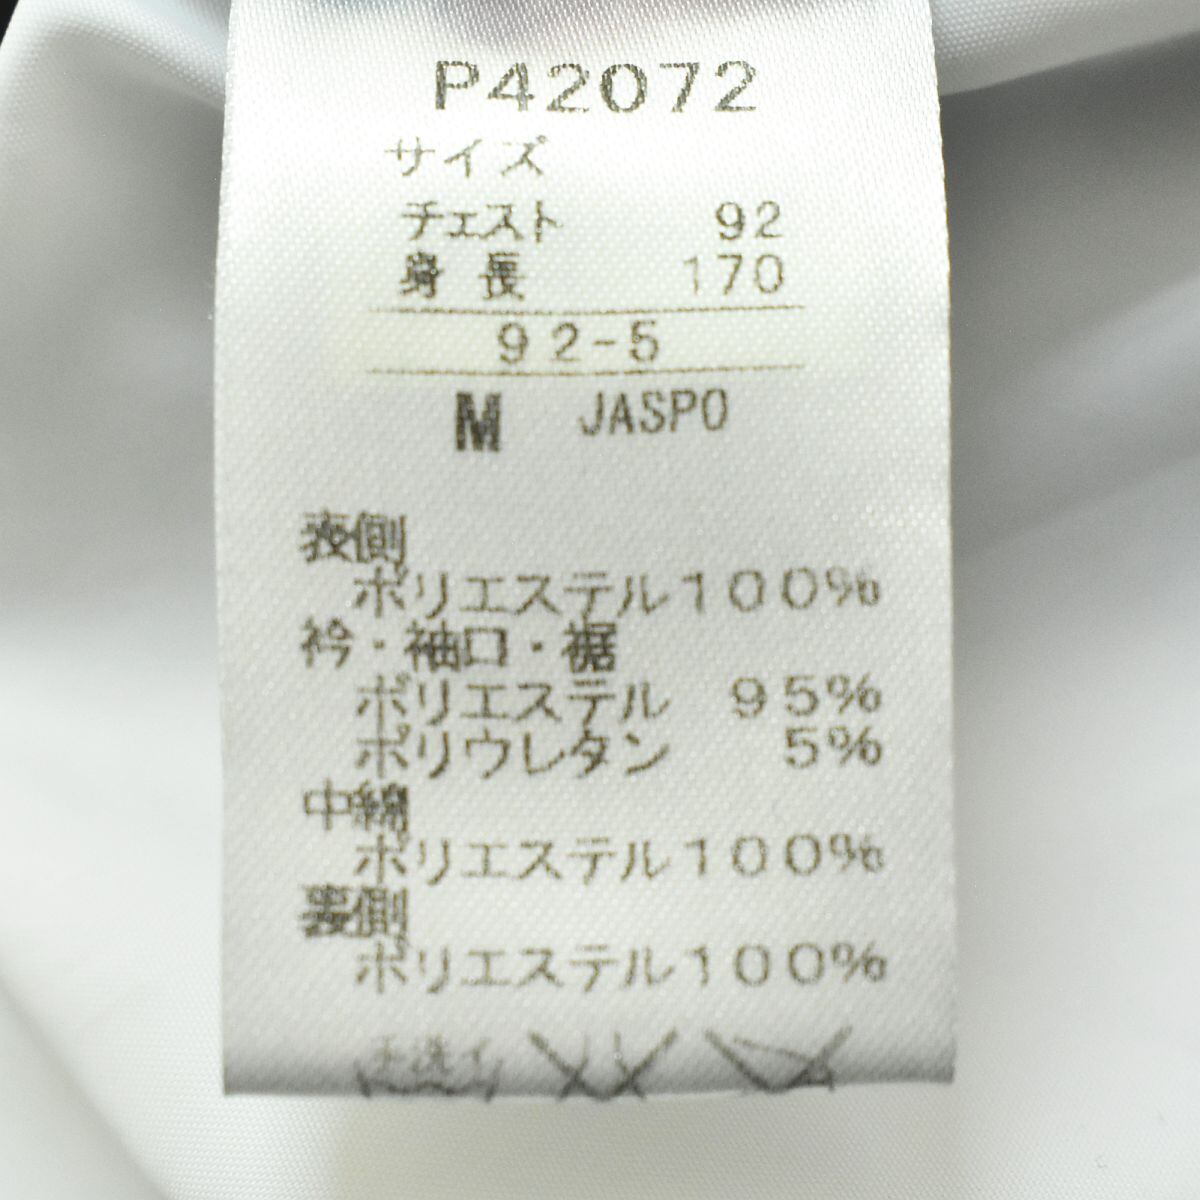 P42072
サイズ
チェスト 92
身長 170
92-5
M JASPO
表側
ポリエステル100%
衿・袖口・裾
ポリエステル 95%
ポリウレタン 5%
中綿
ポリエステル100%
裏側
ポリエステル100%
手洗イ